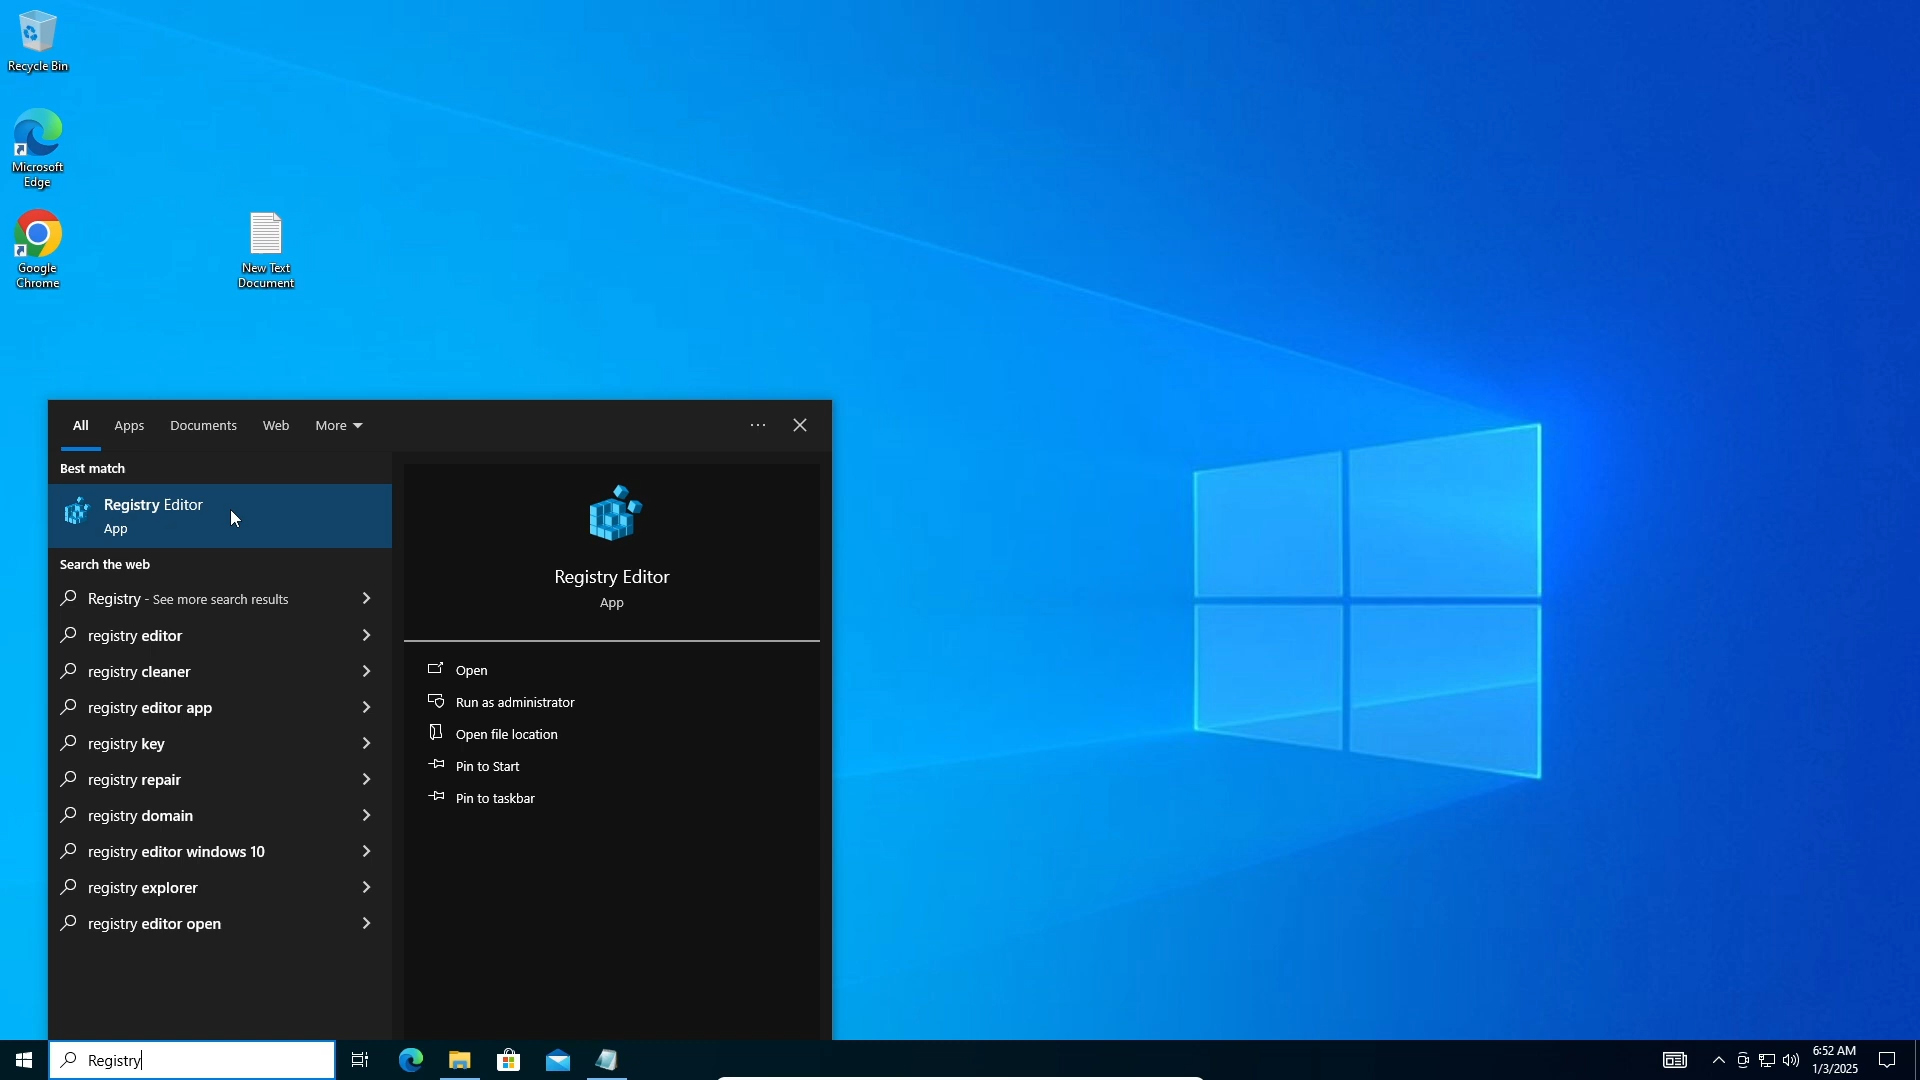 Recycle Bin
Microsoft
Edge
Google
Chrome
New Text
Document
All
Apps
Documents
Web
More
Best match
Registry Editor
App
Search the web
Registry - See more search results
registry editor
registry cleaner
registry editor app
registry key
registry repair
registry domain
registry editor windows 10
registry explorer
registry editor open
Registry Editor
App
Open
Run as administrator
Open file location
Pin to Start
Pin to taskbar
Registry
6:52 AM
1/3/2025